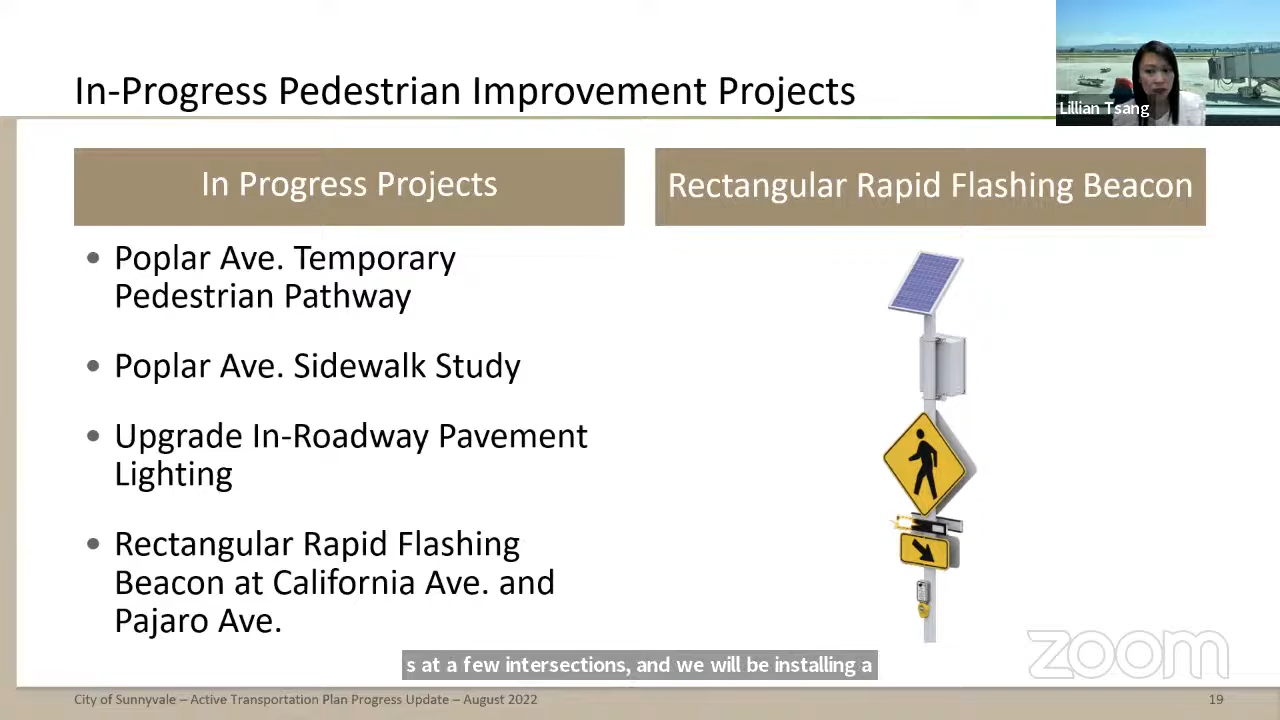 In-Progress Pedestrian Improvement Projects
Lillian Tsang
In Progress Projects
Rectangular Rapid Flashing Beacon
• Poplar Ave. Temporary
Pedestrian Pathway
• Poplar Ave. Sidewalk Study
• Upgrade In-Roadway Pavement
Lighting
• Rectangular Rapid Flashing
Beacon at California Ave. and
Pajaro Ave.
zoom
s at a few intersections, and we will be installing a
City of Sunnyvale – Active Transportation Plan Progress Update – August 2022
19